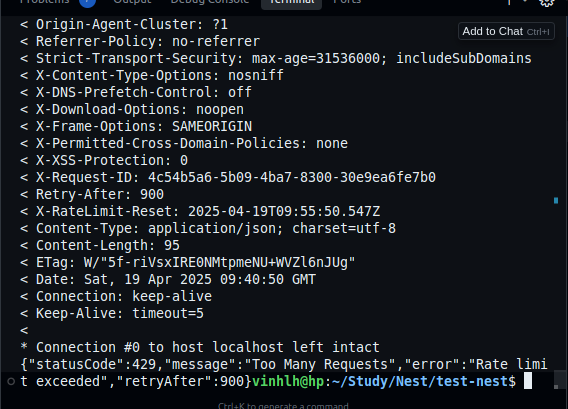 Problems 7 Output Debug Console Terminal Ports
< Origin-Agent-Cluster: ?1
Add to Chat Ctrl+I
< Referrer-Policy: no-referrer
< Strict-Transport-Security: max-age=31536000; includeSubDomains
< X-Content-Type-Options: nosniff
< X-DNS-Prefetch-Control: off
< X-Download-Options: noopen
< X-Frame-Options: SAMEORIGIN
< X-Permitted-Cross-Domain-Policies: none
< X-XSS-Protection: 0
< X-Request-ID: 4c54b5a6-5b09-4ba7-8300-30e9ea6fe7b0
< Retry-After: 900
< X-RateLimit-Reset: 2025-04-19T09:55:50.547Z
< Content-Type: application/json; charset=utf-8
< Content-Length: 95
< ETag: W/"5f-riVsxIRE0NMtpmeNU+WVZl6nJUg"
< Date: Sat, 19 Apr 2025 09:40:50 GMT
< Connection: keep-alive
< Keep-Alive: timeout=5
<
* Connection #0 to host localhost left intact
{"statusCode":429,"message":"Too Many Requests","error":"Rate limi
t exceeded","retryAfter":900}vinhlh@hp:~/Study/Nest/test-nest$
Ctrl+K to generate a command